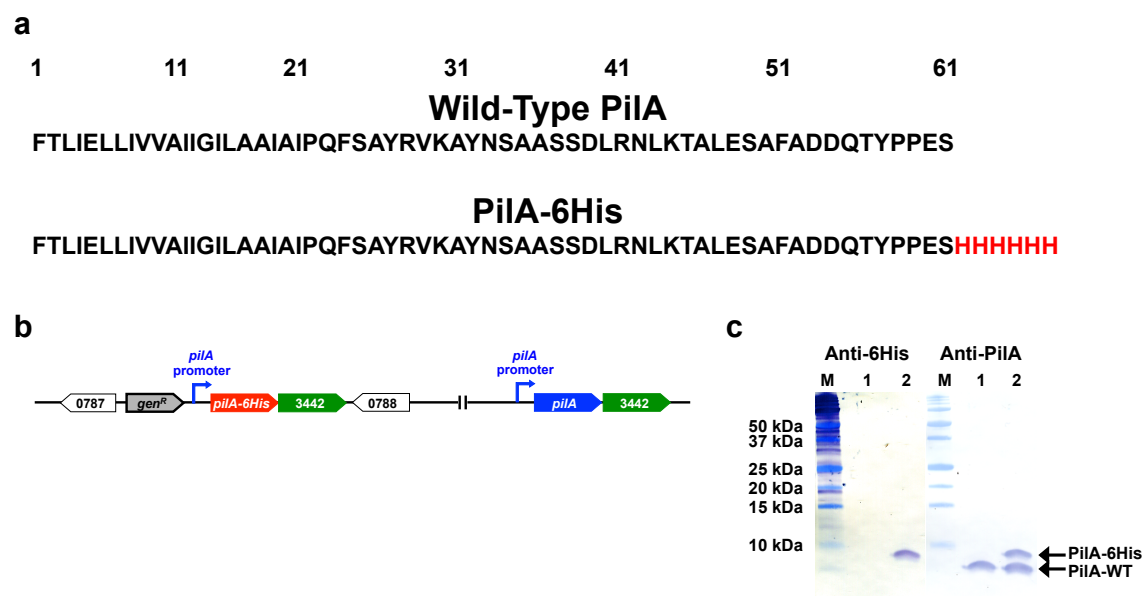 a
1 11 21 31 41 51 61
Wild-Type PilA
FTLIELLIVVAIIGILAAIAIPQFSAYRVKAYNSAASSDLRNLKTALESAFADDQTYPPES
PilA-6His
FTLIELLIVVAIIGILAAIAIPQFSAYRVKAYNSAASSDLRNLKTALESAFADDQTYPPESHHHHHH
b
pilA
promoter
pilA
promoter
0787 genR pilA-6His 3442 0788 pilA 3442
c
Anti-6His Anti-PilA
M 1 2 M 1 2
50 kDa
37 kDa
25 kDa
20 kDa
15 kDa
10 kDa
PilA-6His
PilA-WT